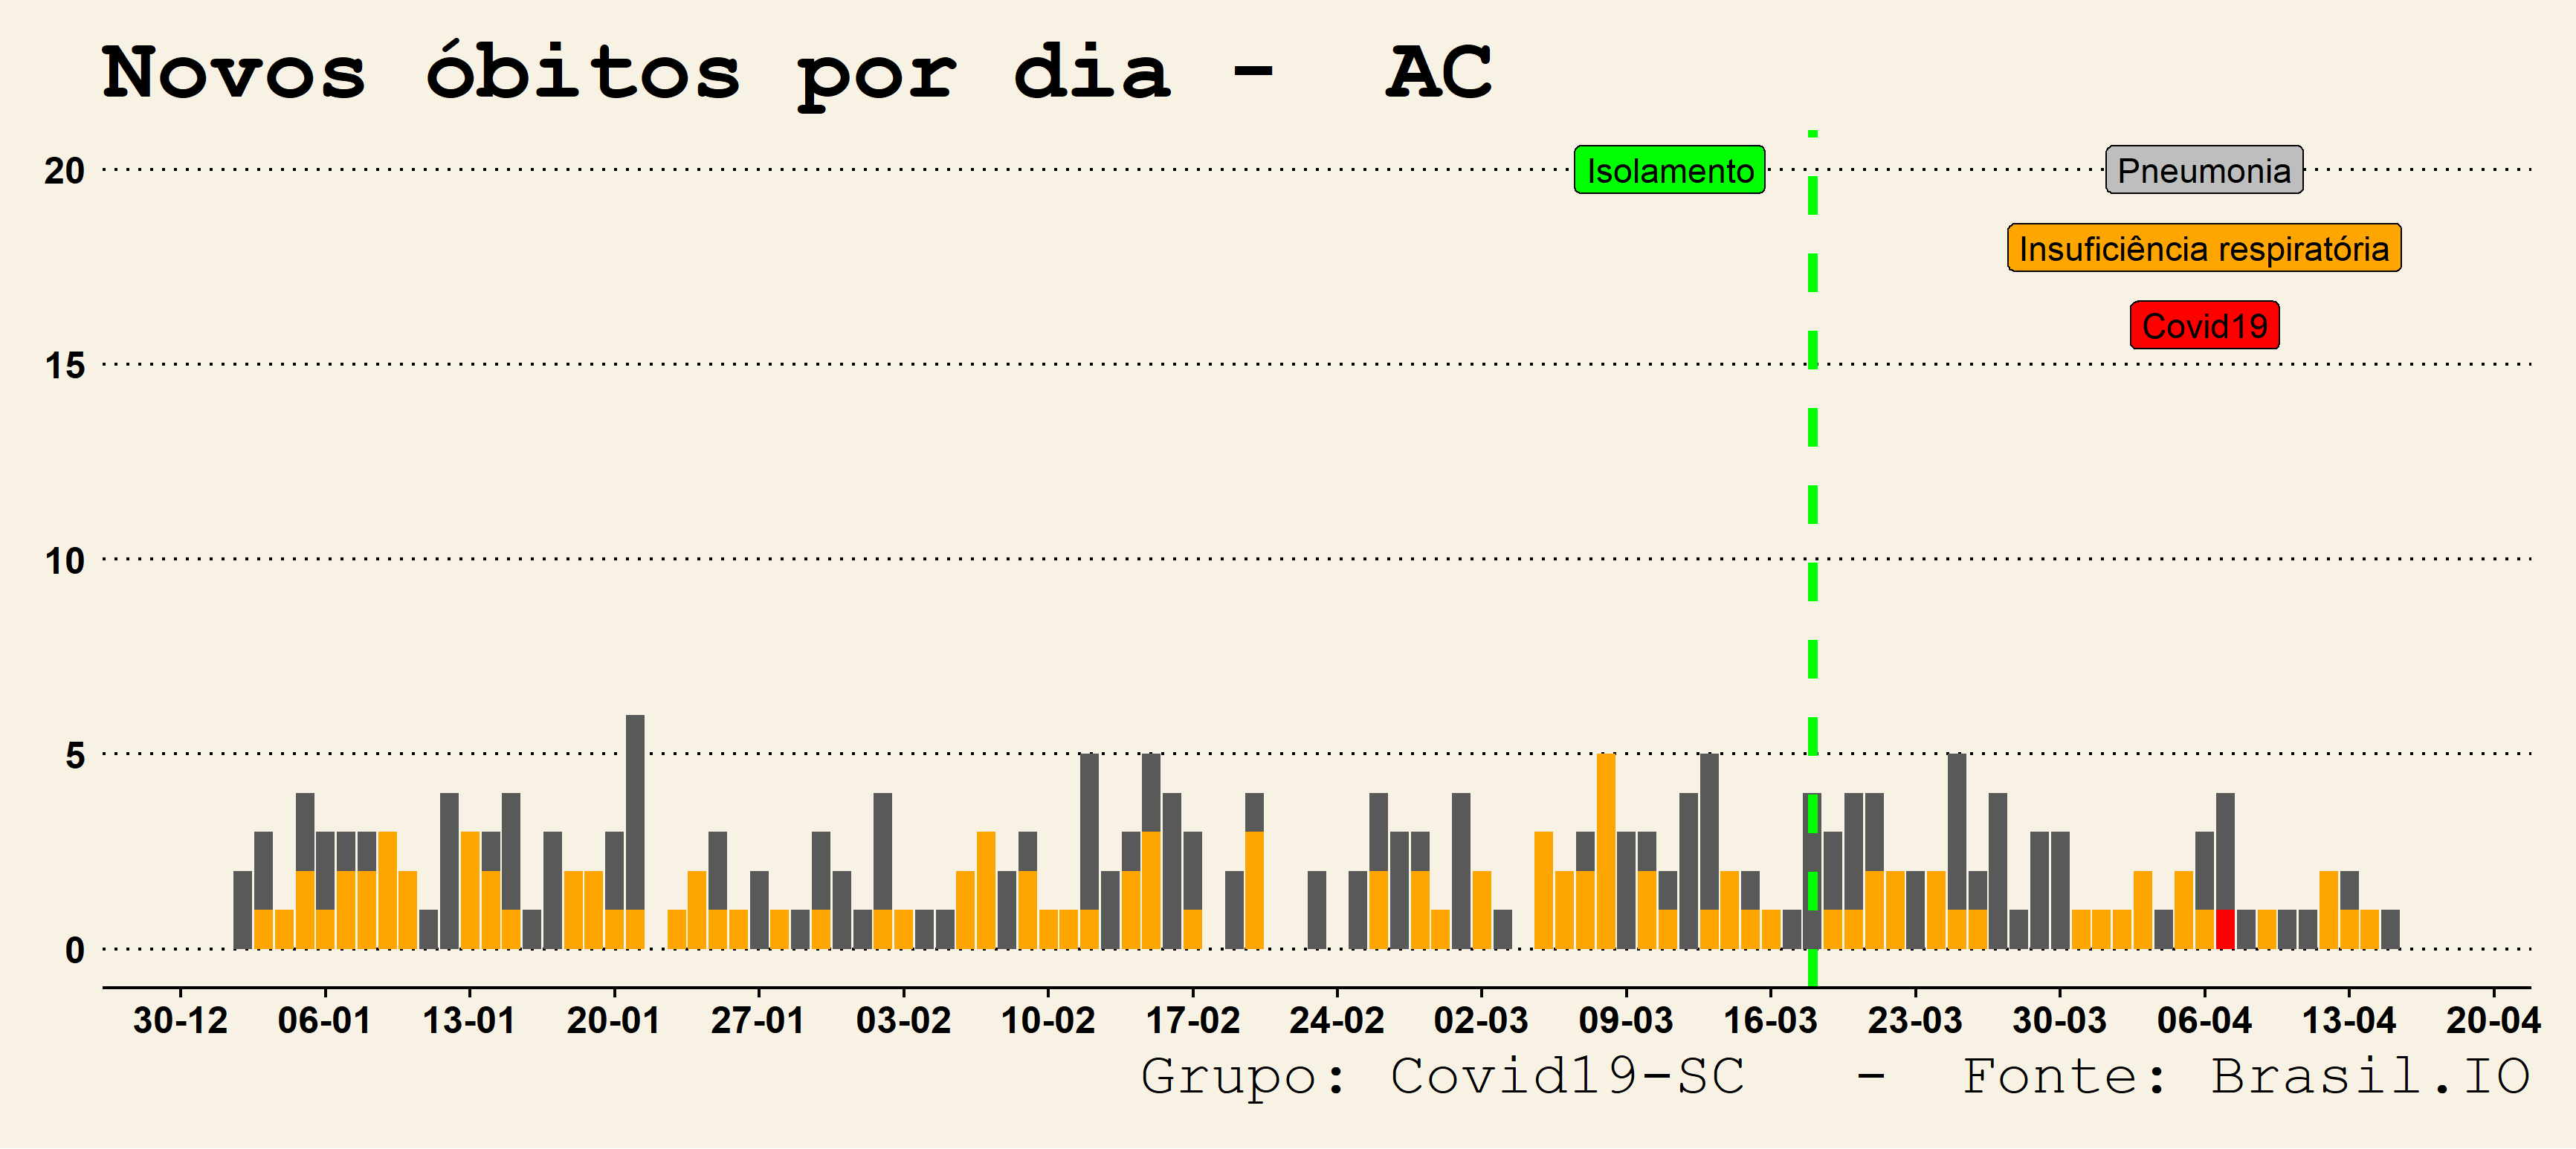 Novos óbitos por dia - AC
20
Isolamento
Pneumonia
Insuficiência respiratória
Covid19
15
10
5
0
30-12 06-01 13-01 20-01 27-01 03-02 10-02 17-02 24-02 02-03 09-03 16-03 23-03 30-03 06-04 13-04 20-04
Grupo: Covid19-SC - Fonte: Brasil.IO